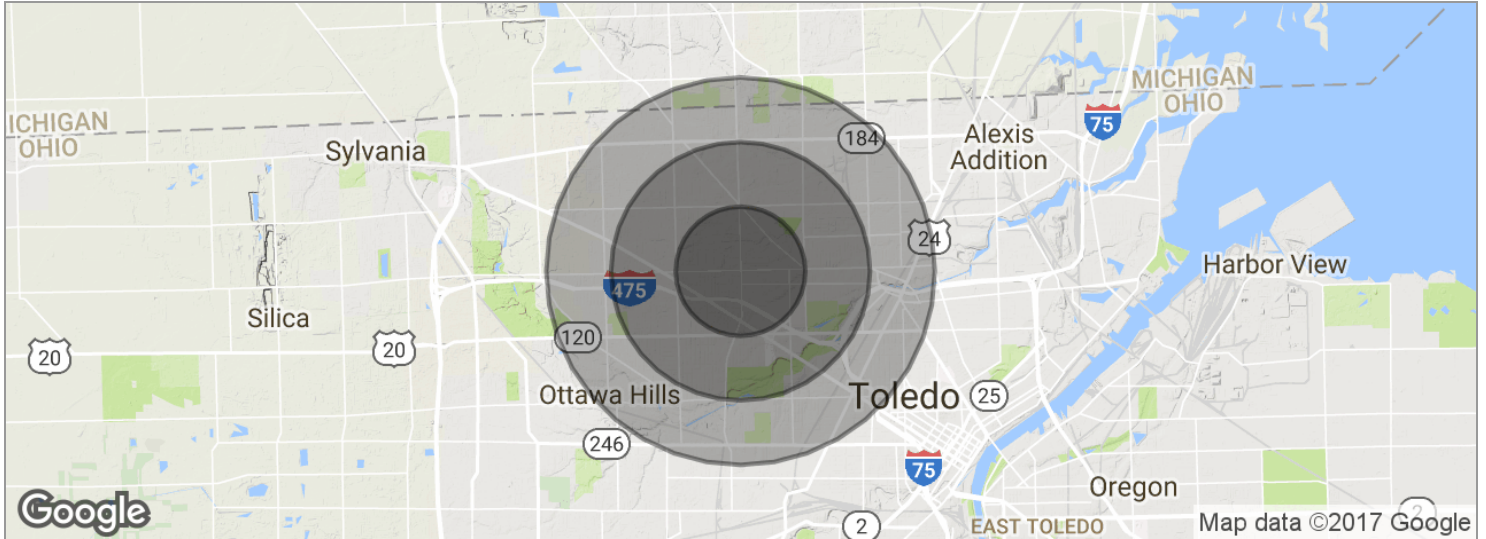 MICHIGAN
OHIO
ICHIGAN
OHIO
75
184
Alexis
Addition
Sylvania
24
Harbor View
475
Silica
120
20
20
Ottawa Hills
Toledo
25
246
75
Oregon
2
2
EAST TOLEDO
Google
Map data ©2017 Google